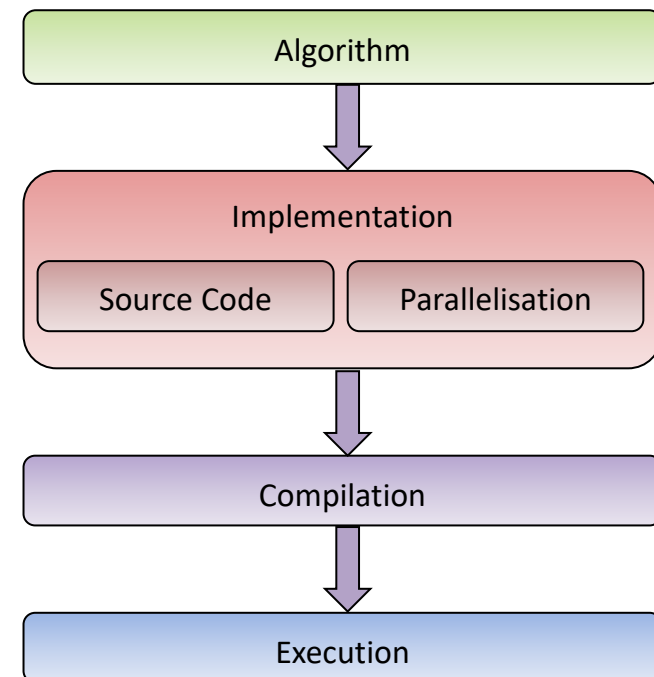 Algorithm
Implementation
Source Code
Parallelisation
Compilation
Execution